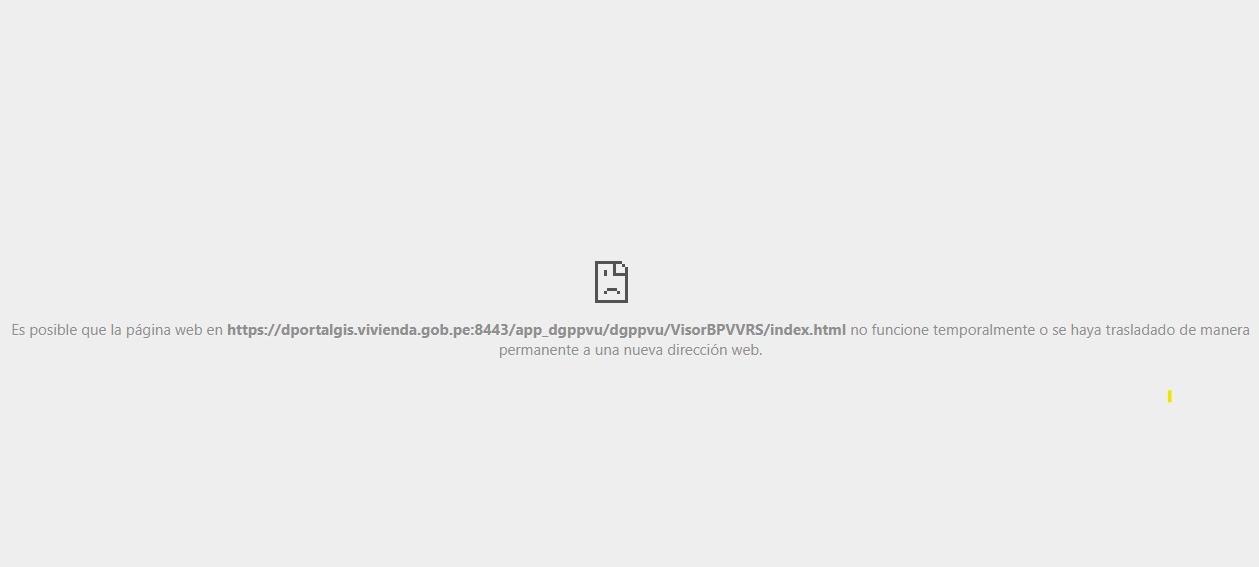 Es posible que la página web en https://dportalgis.vivienda.gob.pe:8443/app_dgppvu/dgppvu/VisorBPVVRS/index.html no funcione temporalmente o se haya trasladado de manera
permanente a una nueva dirección web.